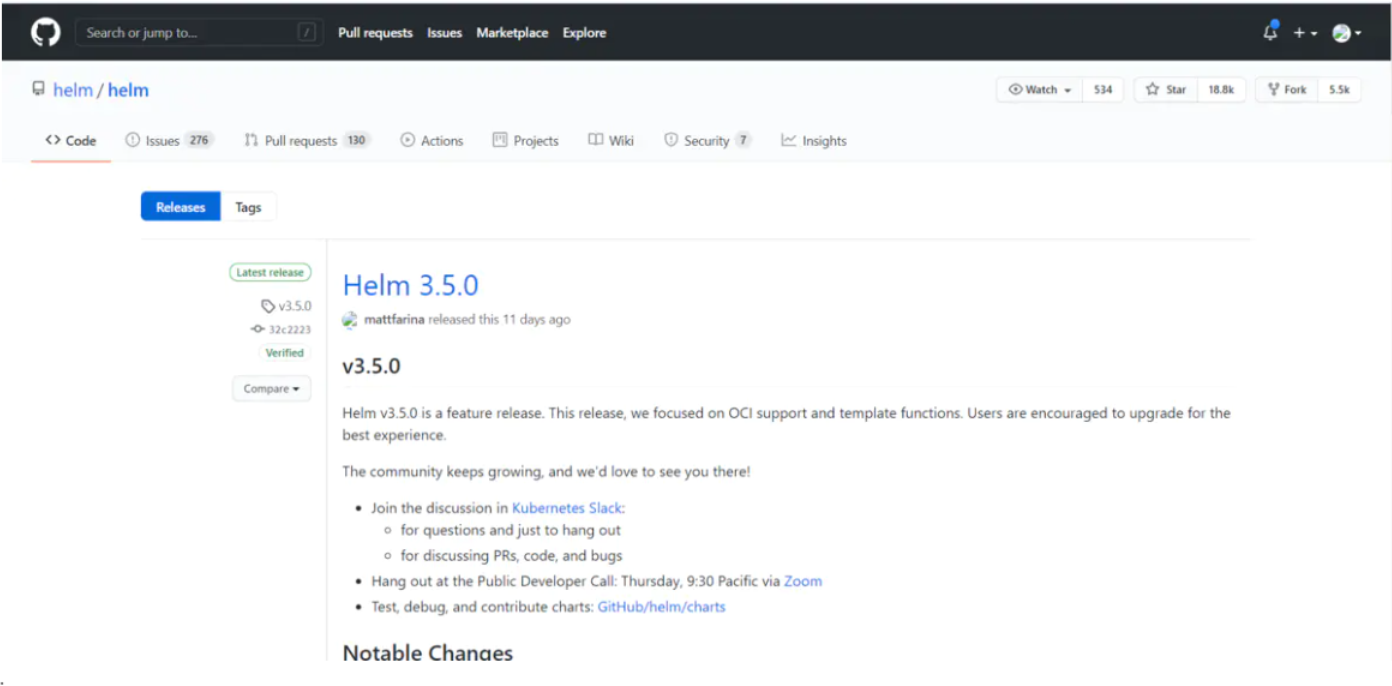 Search or jump to... /
Pull requests Issues Marketplace Explore
helm / helm
Watch 534 Star 18.8k Fork 5.5k
Code Issues 276 Pull requests 130 Actions Projects Wiki Security 7 Insights
Releases Tags
Latest release
v3.5.0
32c2223
Verified
Compare
Helm 3.5.0
mattfarina released this 11 days ago
v3.5.0
Helm v3.5.0 is a feature release. This release, we focused on OCI support and template functions. Users are encouraged to upgrade for the
best experience.
The community keeps growing, and we'd love to see you there!
• Join the discussion in Kubernetes Slack:
◦ for questions and just to hang out
◦ for discussing PRs, code, and bugs
• Hang out at the Public Developer Call: Thursday, 9:30 Pacific via Zoom
• Test, debug, and contribute charts: GitHub/helm/charts
Notable Changes
.